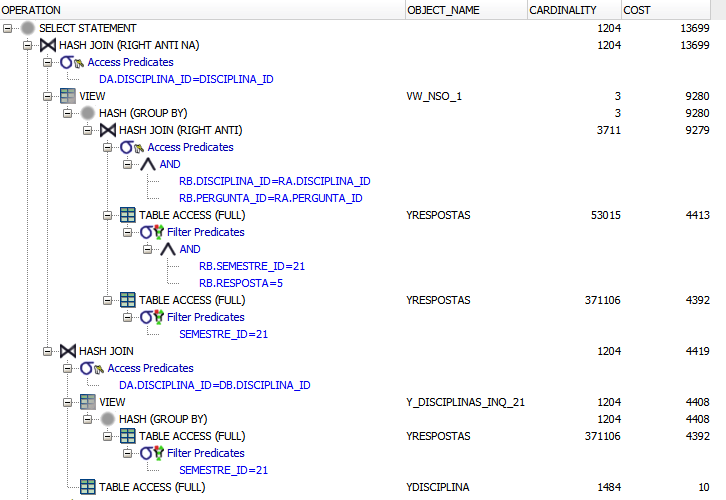 OPERATION OBJECT_NAME CARDINALITY COST
SELECT STATEMENT 1204 13699
HASH JOIN (RIGHT ANTI NA) 1204 13699
Access Predicates
DA.DISCIPLINA_ID=DISCIPLINA_ID
VIEW VW_NSO_1 3 9280
HASH (GROUP BY) 3 9280
HASH JOIN (RIGHT ANTI) 3711 9279
Access Predicates
AND
RB.DISCIPLINA_ID=RA.DISCIPLINA_ID
RB.PERGUNTA_ID=RA.PERGUNTA_ID
TABLE ACCESS (FULL) YRESPOSTAS 53015 4413
Filter Predicates
AND
RB.SEMESTRE_ID=21
RB.RESPOSTA=5
TABLE ACCESS (FULL) YRESPOSTAS 371106 4392
Filter Predicates
SEMESTRE_ID=21
HASH JOIN 1204 4419
Access Predicates
DA.DISCIPLINA_ID=DB.DISCIPLINA_ID
VIEW Y_DISCIPLINAS_INQ_21 1204 4408
HASH (GROUP BY) 1204 4408
TABLE ACCESS (FULL) YRESPOSTAS 371106 4392
Filter Predicates
SEMESTRE_ID=21
TABLE ACCESS (FULL) YDISCIPLINA 1484 10